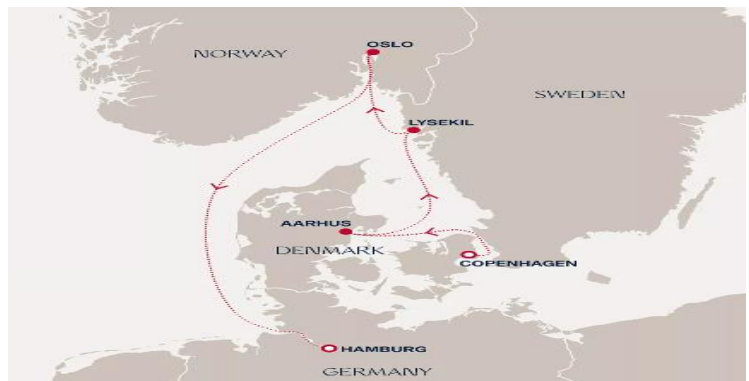 OSLO
NORWAY
SWEDEN
LYSEKIL
AARHUS
DENMARK
COPENHAGEN
HAMBURG
GERMANY